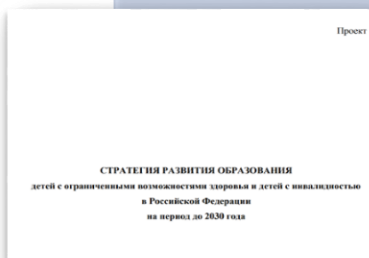 Проект
СТРАТЕГИЯ РАЗВИТИЯ ОБРАЗОВАНИЯ
детей с ограниченными возможностями здоровья и детей с инвалидностью
в Российской Федерации
на период до 2030 года